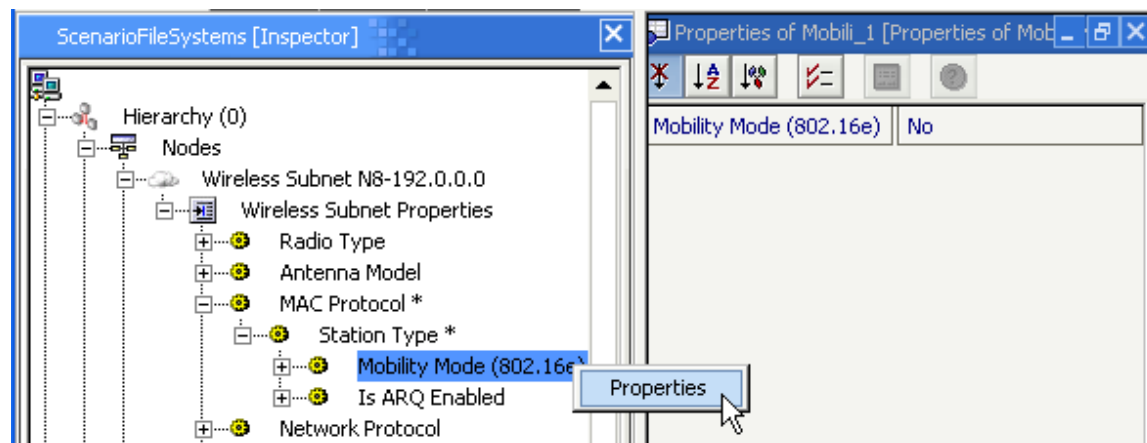 ScenarioFileSystems [Inspector]
Hierarchy (0)
Nodes
Wireless Subnet N8-192.0.0.0
Wireless Subnet Properties
Radio Type
Antenna Model
MAC Protocol *
Station Type *
Mobility Mode (802.16e)
Is ARQ Enabled
Network Protocol
Properties
Properties of Mobili_1 [Properties of Mob
Mobility Mode (802.16e) No